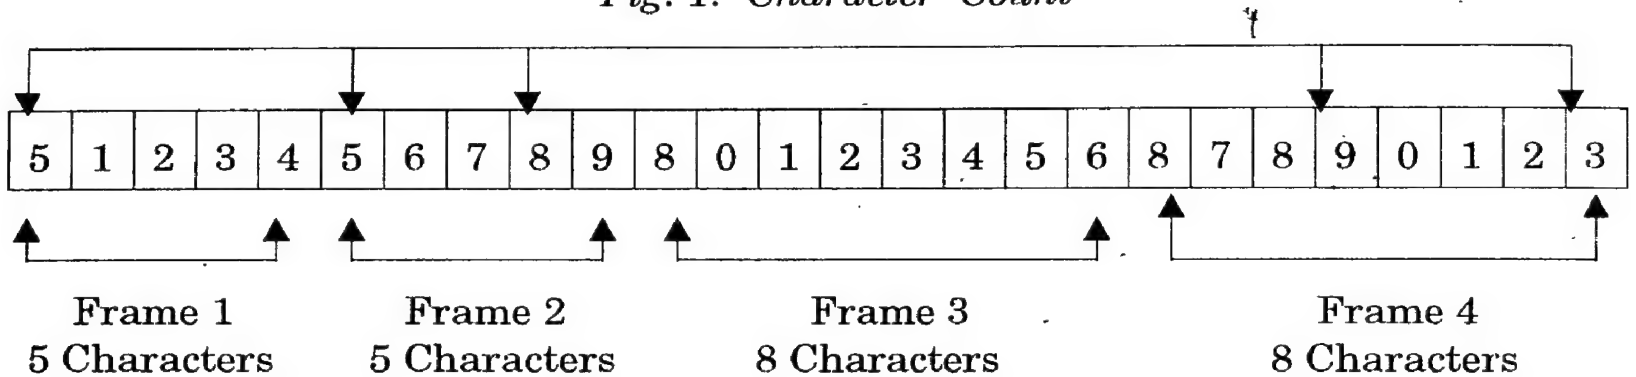 Fig. 1. Character Count
5 1 2 3 4 5 6 7 8 9 8 0 1 2 3 4 5 6 8 7 8 9 0 1 2 3
Frame 1 Frame 2 Frame 3 Frame 4
5 Characters 5 Characters 8 Characters 8 Characters